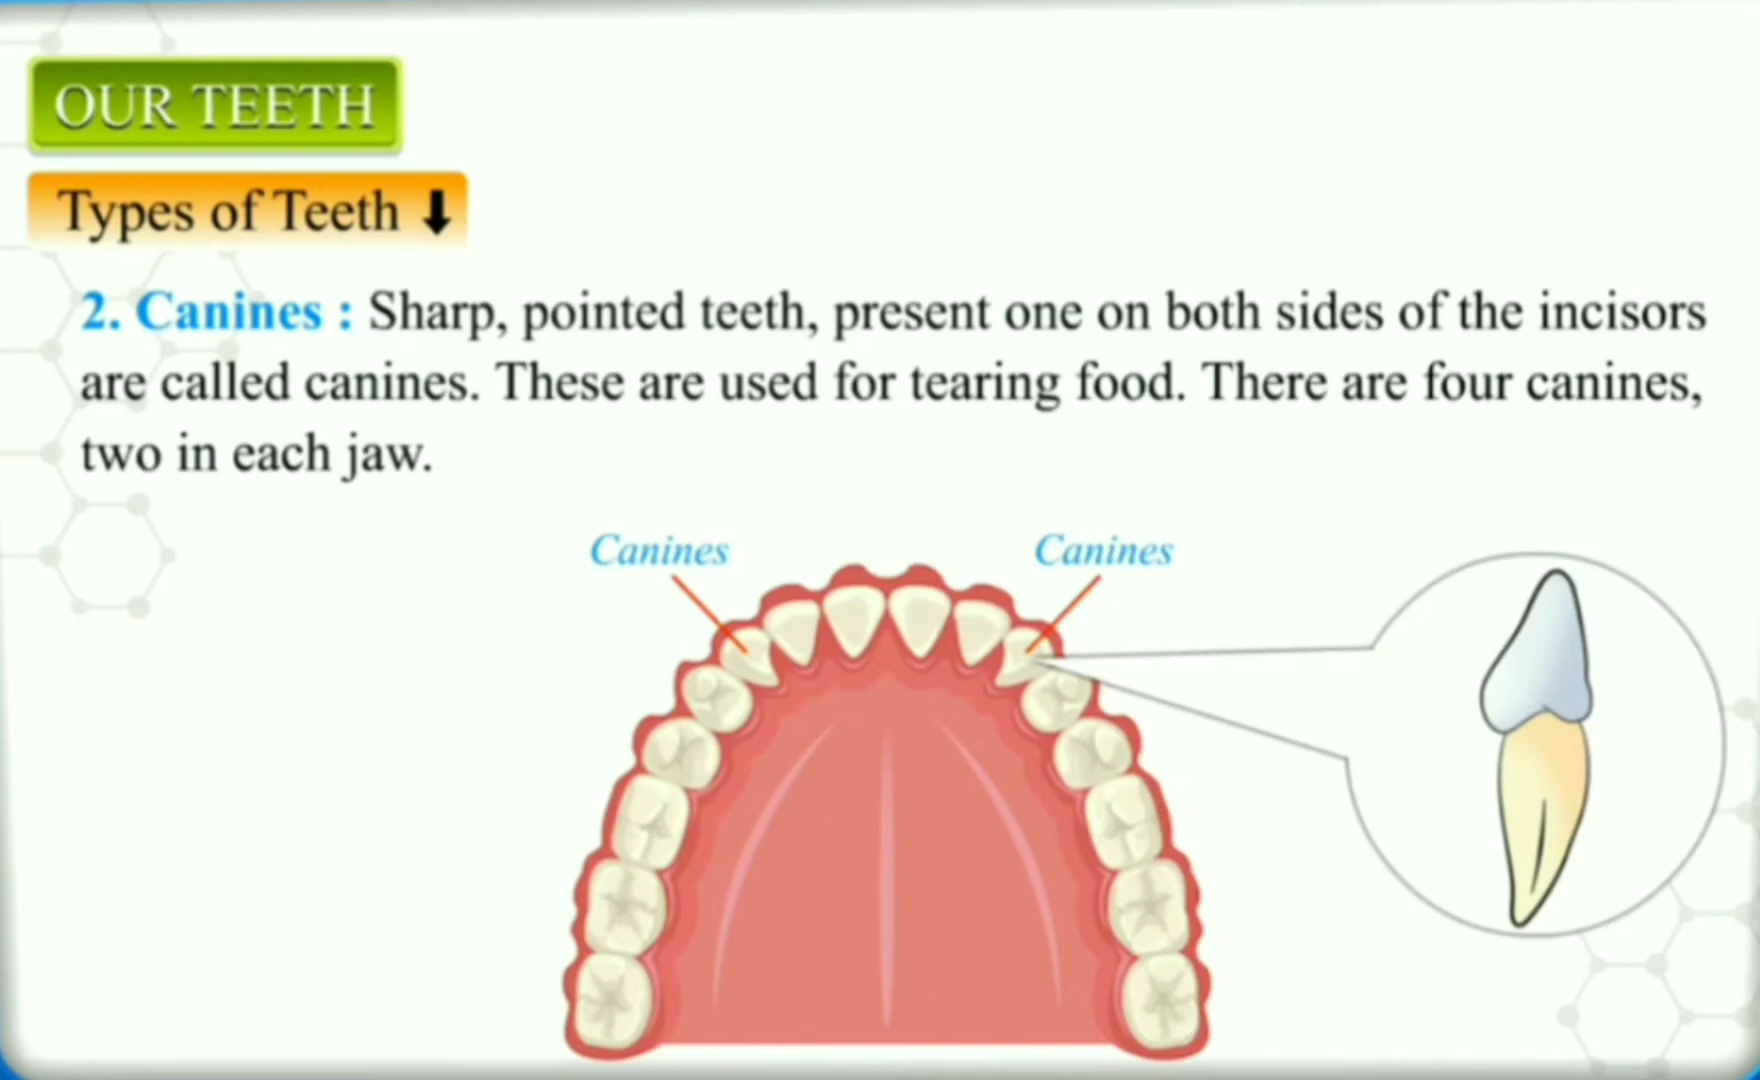 OUR TEETH
Types of Teeth ⬇
2. Canines : Sharp, pointed teeth, present one on both sides of the incisors
are called canines. These are used for tearing food. There are four canines,
two in each jaw.
Canines
Canines